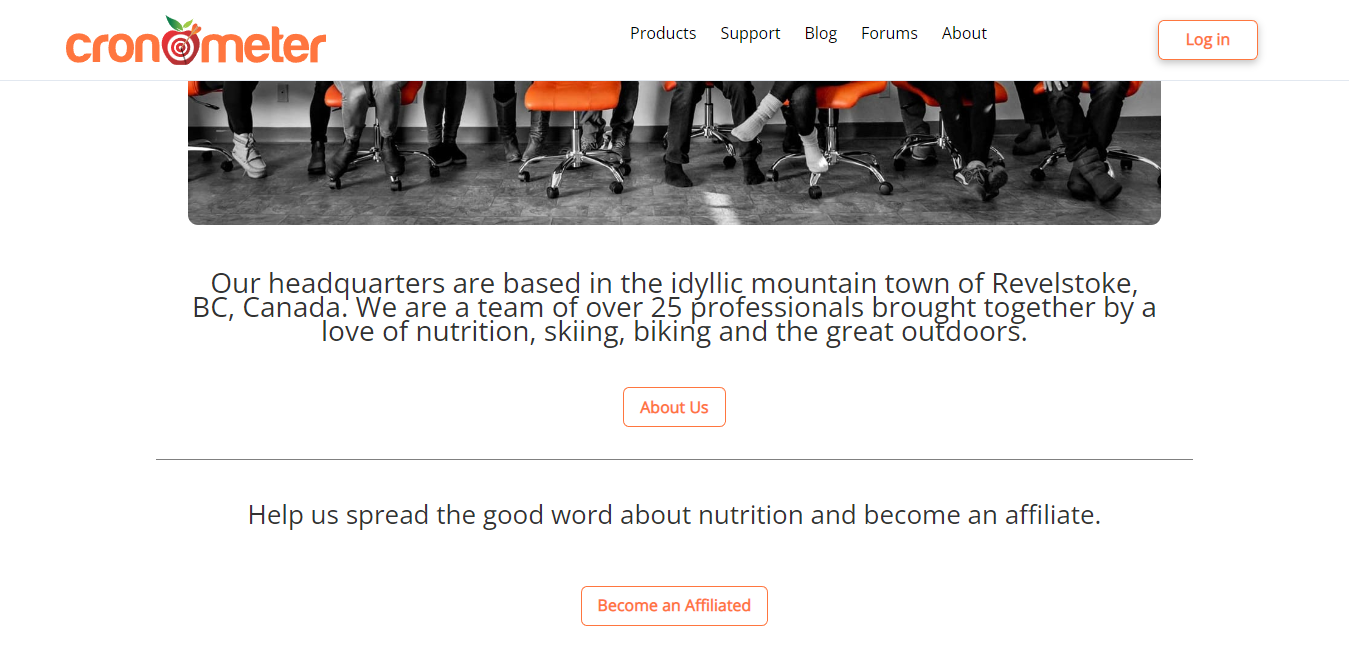 cronometer
Products Support Blog Forums About
Log in
Our headquarters are based in the idyllic mountain town of Revelstoke,
BC, Canada. We are a team of over 25 professionals brought together by a
love of nutrition, skiing, biking and the great outdoors.
About Us
Help us spread the good word about nutrition and become an affiliate.
Become an Affiliated